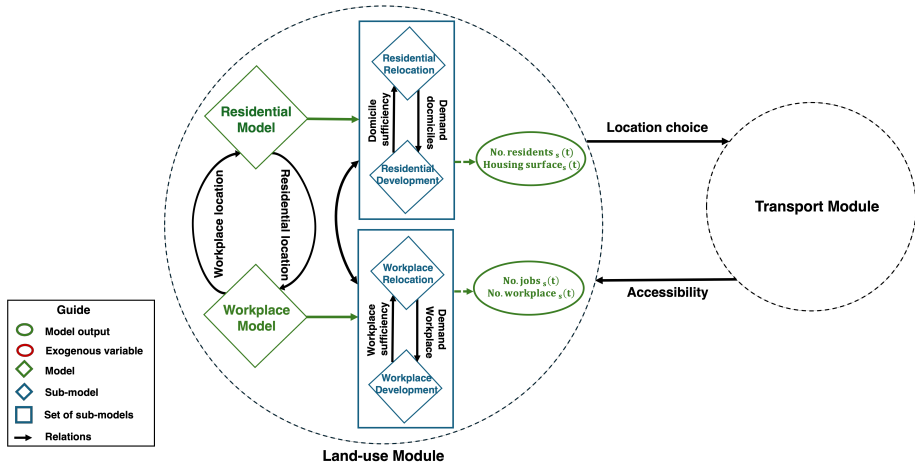 Residential
Relocation
Domicile
sufficiency
Demand
docmiciles
Residential
Development
Residential
Model
Workplace location
Residential location
Workplace
Model
Workplace
Relocation
Workplace
sufficiency
Demand
Workplace
Workplace
Development
No. residents s(t)
Housing surface s(t)
No. jobs s(t)
No. workplace s(t)
Location choice
Transport Module
Accessibility
Land-use Module
Guide
Model output
Exogenous variable
Model
Sub-model
Set of sub-models
Relations